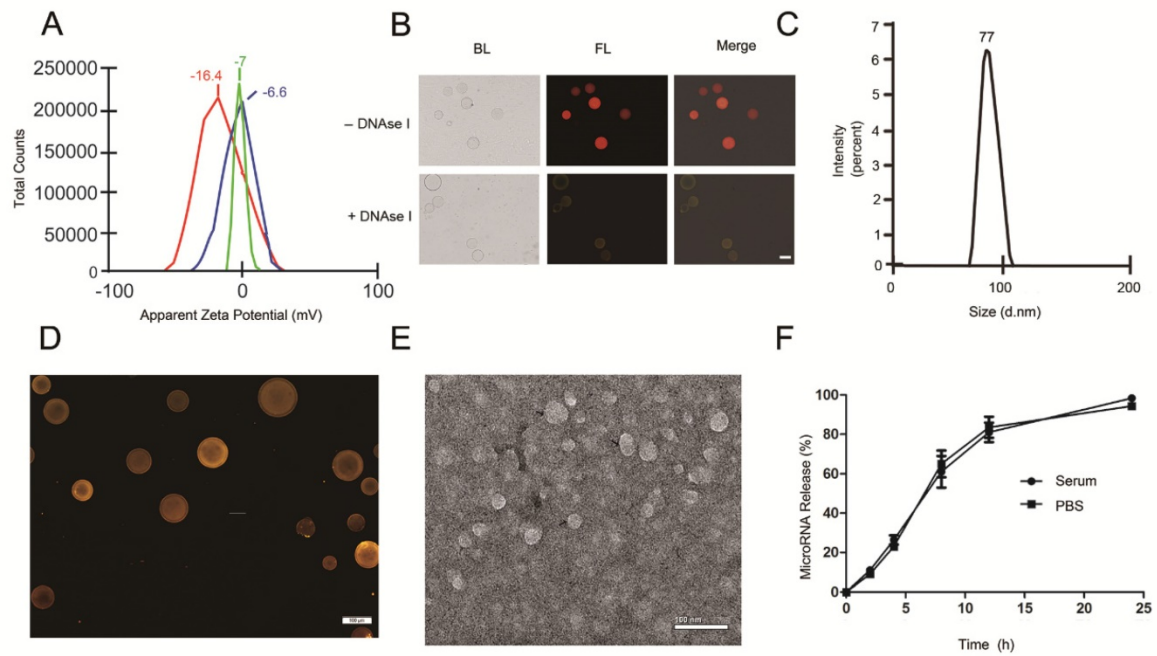 A
-16.4
-7
-6.6
250000
200000
150000
100000
50000
0
-100
0
100
Total Counts
Apparent Zeta Potential (mV)
B
BL
FL
Merge
– DNAse I
+ DNAse I
C
77
7
6
5
4
3
2
1
0
0
100
200
Intensity
(percent)
Size (d.nm)
D
100 µm
E
100 nm
F
100
80
60
40
20
0
0
5
10
15
20
25
MicroRNA Release (%)
Serum
PBS
Time (h)